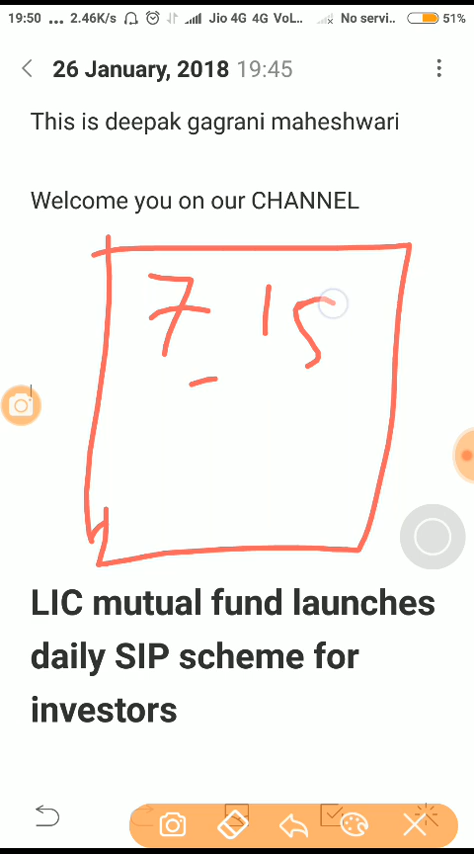 19:50 ... 2.46K/s Jio 4G 4G VoL.. No servi.. 51%
26 January, 2018 19:45
This is deepak gagrani maheshwari
Welcome you on our CHANNEL
7 15
LIC mutual fund launches
daily SIP scheme for
investors